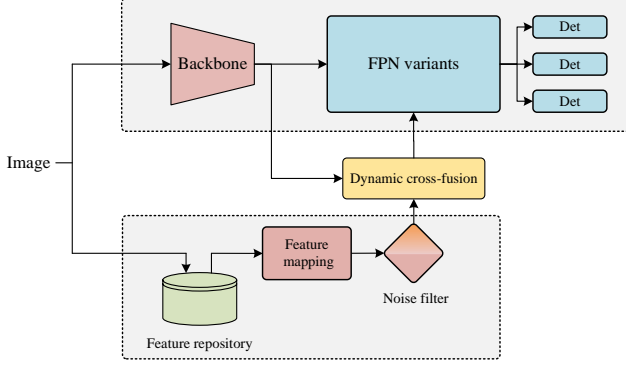 Backbone
FPN variants
Det
Det
Det
Image
Dynamic cross-fusion
Feature
mapping
Noise filter
Feature repository